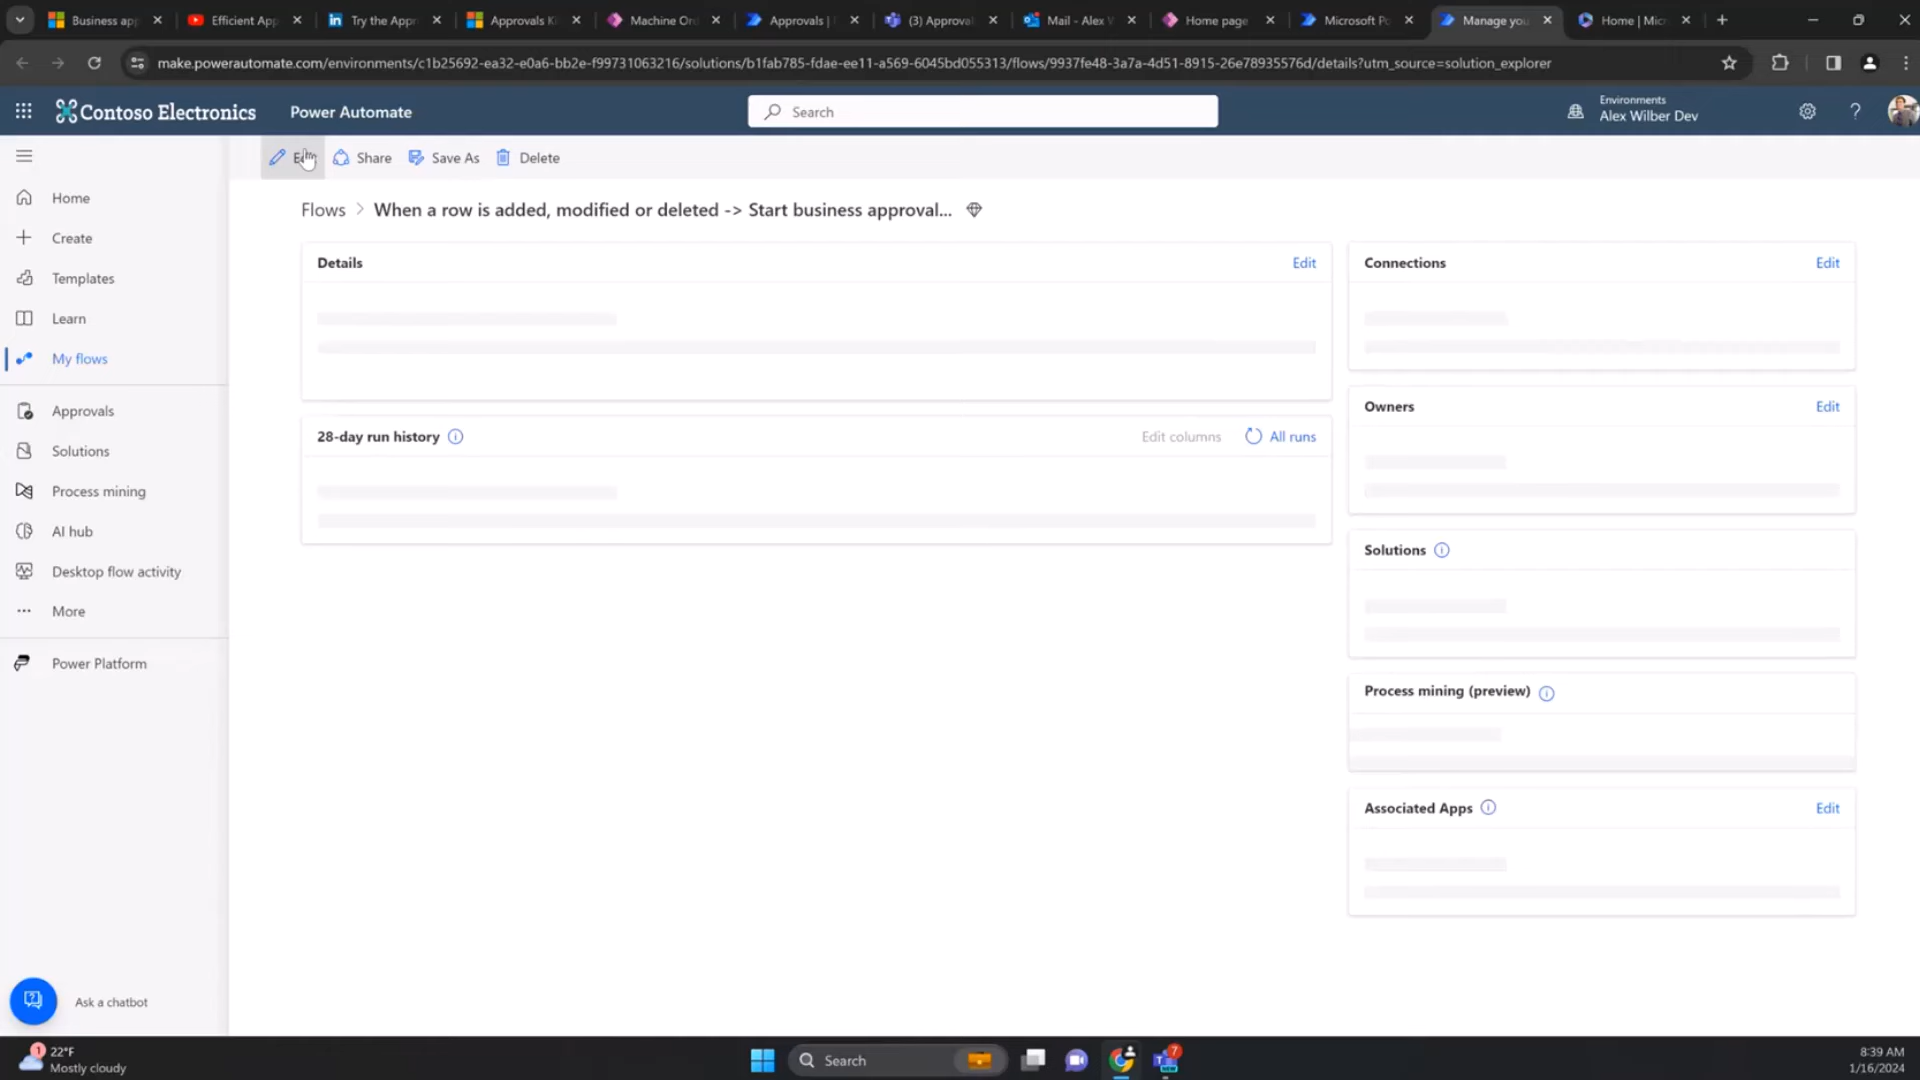 Business app
Efficient App
Try the Appr
Approvals K
Machine Ord
Approvals |
(3) Approval
Mail - Alex
Home page
Microsoft Po
Manage you
Home | Mic
make.powerautomate.com/environments/c1b25692-ea32-e0a6-bb2e-f99731063216/solutions/b1fab785-fdae-ee11-a569-6045bd055313/flows/9937fe48-3a7a-4d51-8915-26e78935576d/details?utm_source=solution_explorer
Contoso Electronics
Power Automate
Search
Environments
Alex Wilber Dev
Share
Save As
Delete
Home
Create
Templates
Learn
My flows
Approvals
Solutions
Process mining
AI hub
Desktop flow activity
More
Power Platform
Ask a chatbot
Flows > When a row is added, modified or deleted -> Start business approval...
Details
Edit
28-day run history
Edit columns
All runs
Connections
Edit
Owners
Edit
Solutions
Process mining (preview)
Associated Apps
Edit
1
22°F
Mostly cloudy
Search
7
8:39 AM
1/16/2024